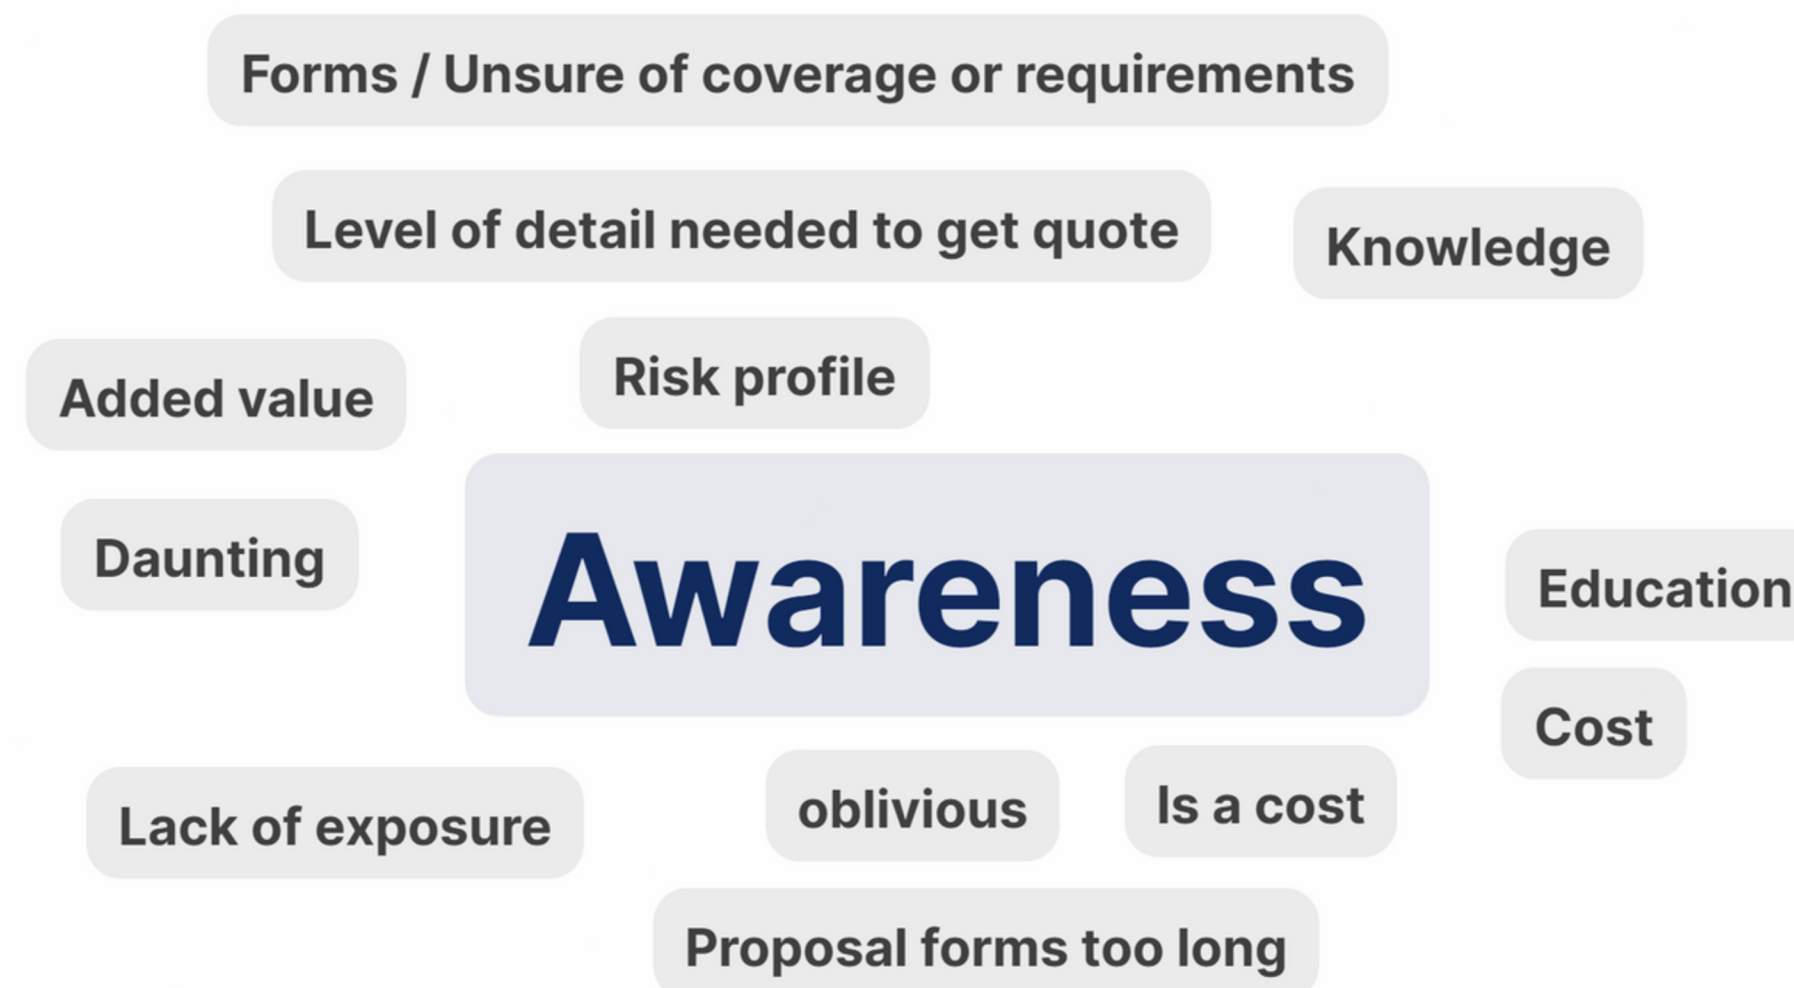 Forms / Unsure of coverage or requirements
Level of detail needed to get quote
Knowledge
Risk profile
Added value
Daunting
Awareness
Education
Cost
Lack of exposure
oblivious
Is a cost
Proposal forms too long